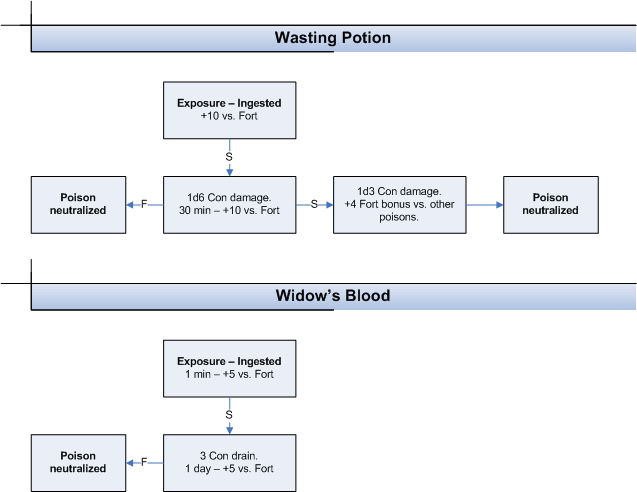 Wasting Potion
Exposure – Ingested
+10 vs. Fort
S
Poison
neutralized
F
1d6 Con damage.
30 min – +10 vs. Fort
S
1d3 Con damage.
+4 Fort bonus vs. other
poisons.
Poison
neutralized
Widow's Blood
Exposure – Ingested
1 min – +5 vs. Fort
S
Poison
neutralized
F
3 Con drain.
1 day – +5 vs. Fort